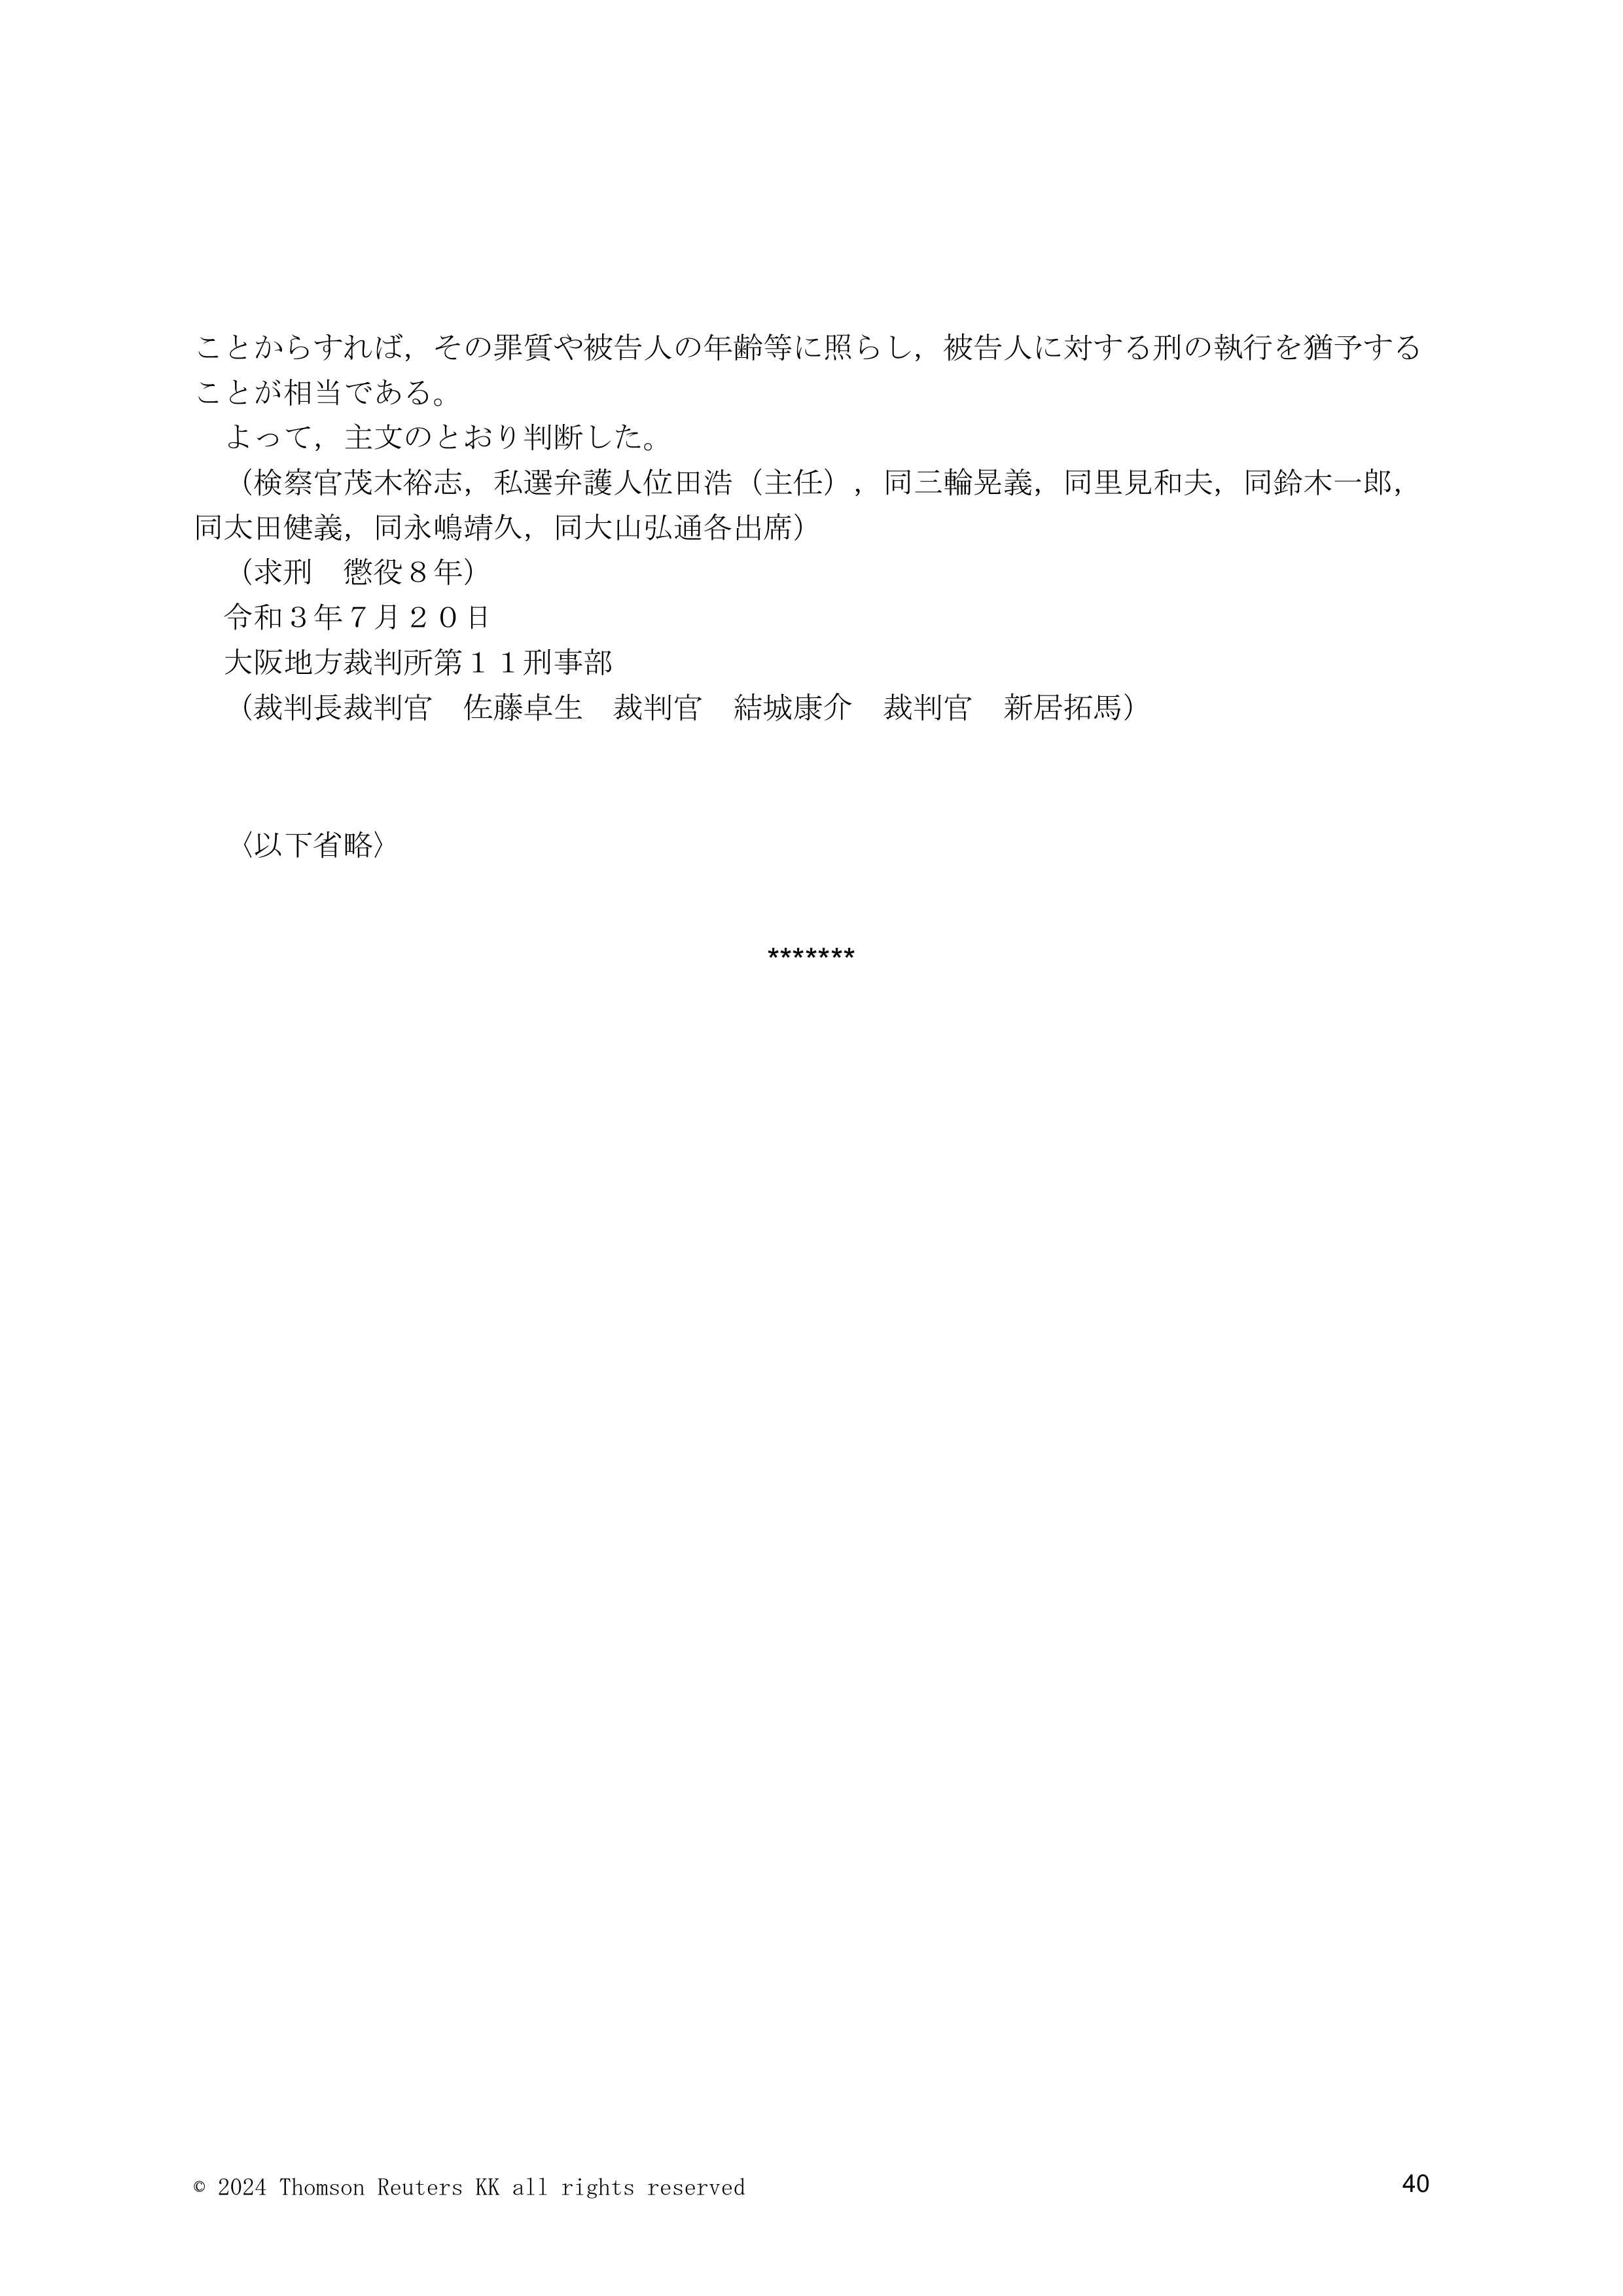 ことからすれば，その罪質や被告人の年齢等に照らし，被告人に対する刑の執行を猶予する
ことが相当である。
　よって，主文のとおり判断した。
　（検察官茂木裕志，私選弁護人位田浩（主任），同三輪晃義，同里見和夫，同鈴木一郎，
同太田健義，同永嶋靖久，同大山弘通各出席）
　（求刑　懲役８年）
　令和３年７月２０日
　大阪地方裁判所第１１刑事部
　（裁判長裁判官　佐藤卓生　裁判官　結城康介　裁判官　新居拓馬）
　〈以下省略〉
*******
© 2024 Thomson Reuters KK all rights reserved
40